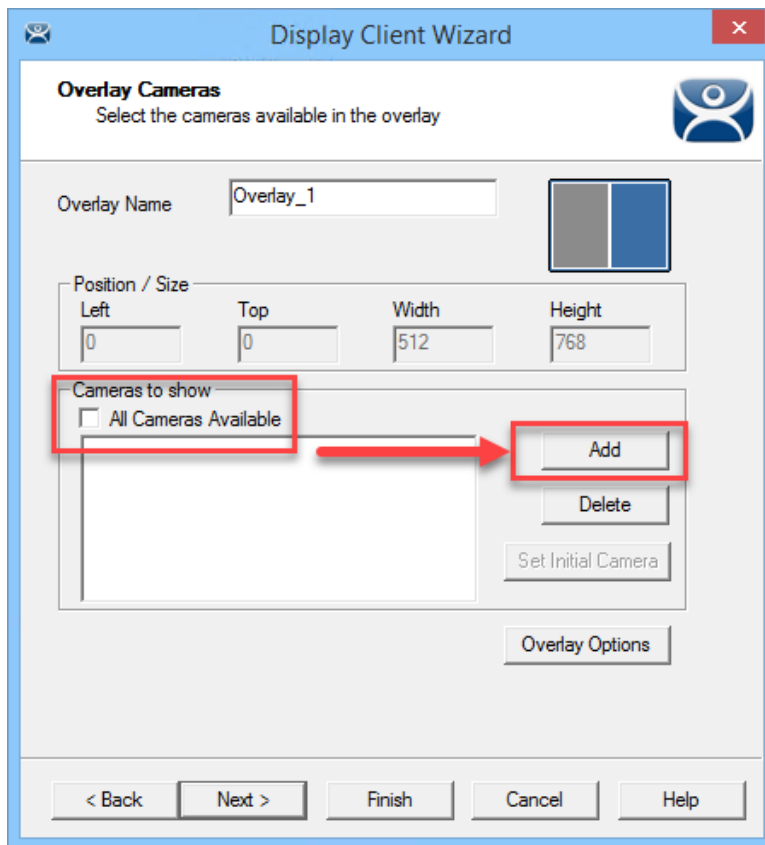 Display Client Wizard
Overlay Cameras
Select the cameras available in the overlay
Overlay Name Overlay_1
Position / Size
Left Top Width Height
0 0 512 768
Cameras to show
All Cameras Available
Add
Delete
Set Initial Camera
Overlay Options
< Back Next > Finish Cancel Help